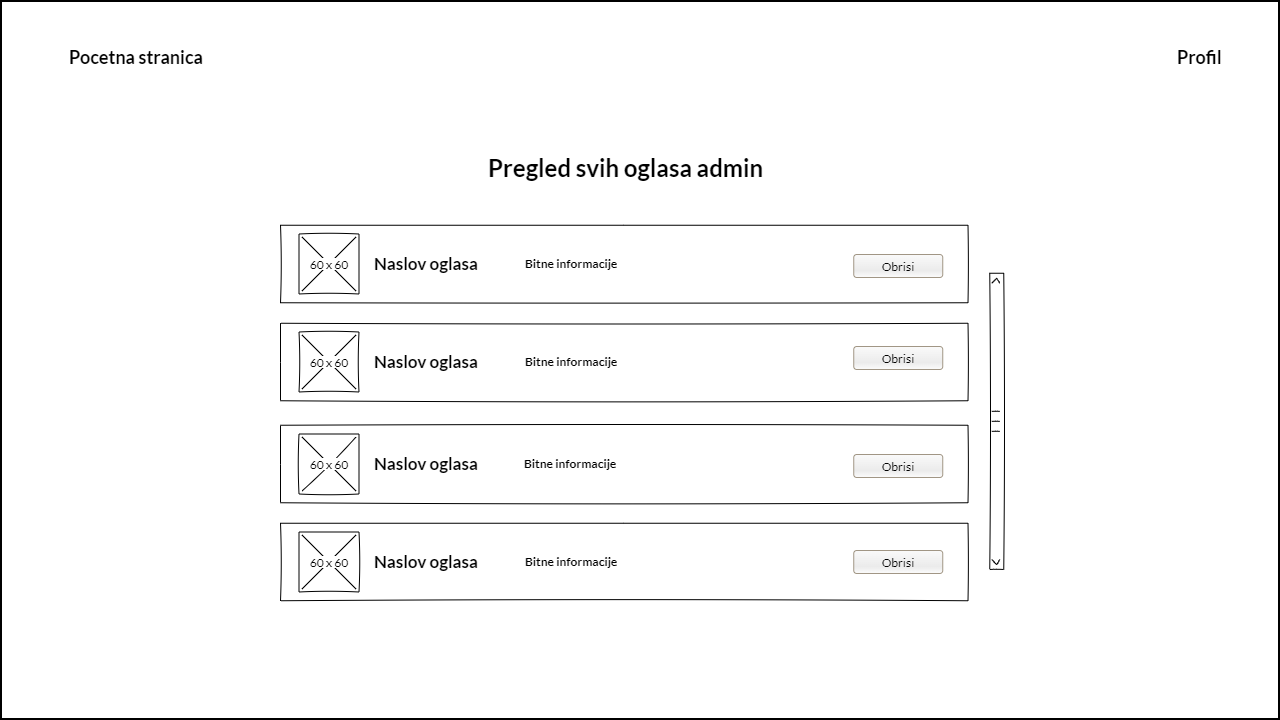 Pocetna stranica
Profil
Pregled svih oglasa admin
60 x 60
Naslov oglasa
Bitne informacije
Obrisi
60 x 60
Naslov oglasa
Bitne informacije
Obrisi
60 x 60
Naslov oglasa
Bitne informacije
Obrisi
60 x 60
Naslov oglasa
Bitne informacije
Obrisi